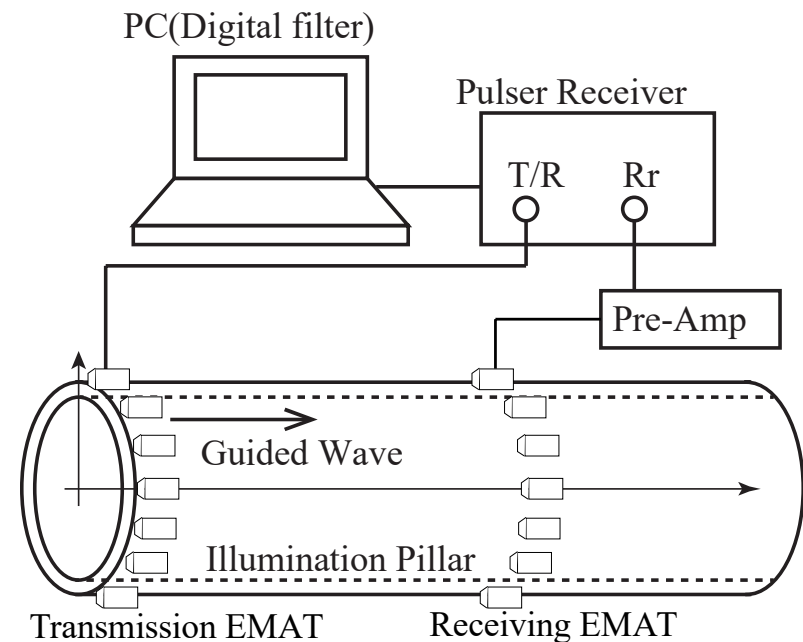 PC(Digital filter)
Pulser Receiver
T/R Rr
Pre-Amp
Guided Wave
Illumination Pillar
Transmission EMAT Receiving EMAT